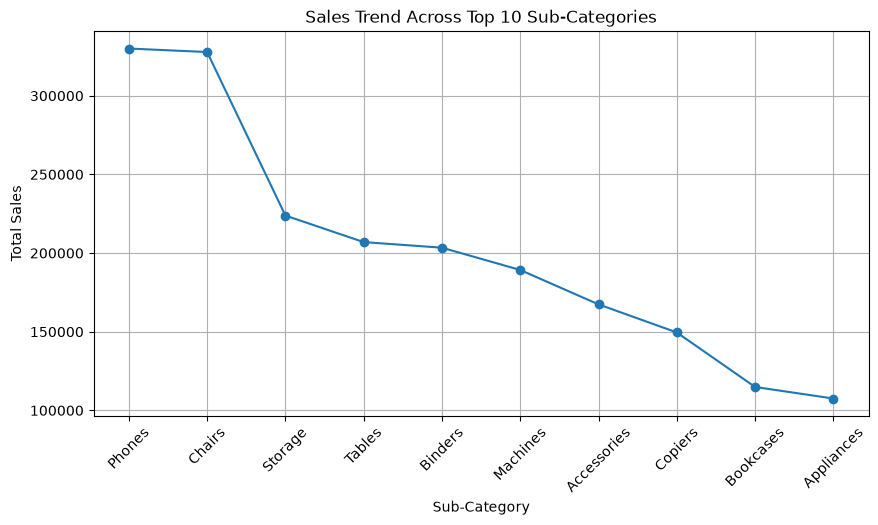 Sales Trend Across Top 10 Sub-Categories
Total Sales
300000
250000
200000
150000
100000
Phones
Chairs
Storage
Tables
Binders
Machines
Accessories
Copiers
Bookcases
Appliances
Sub-Category